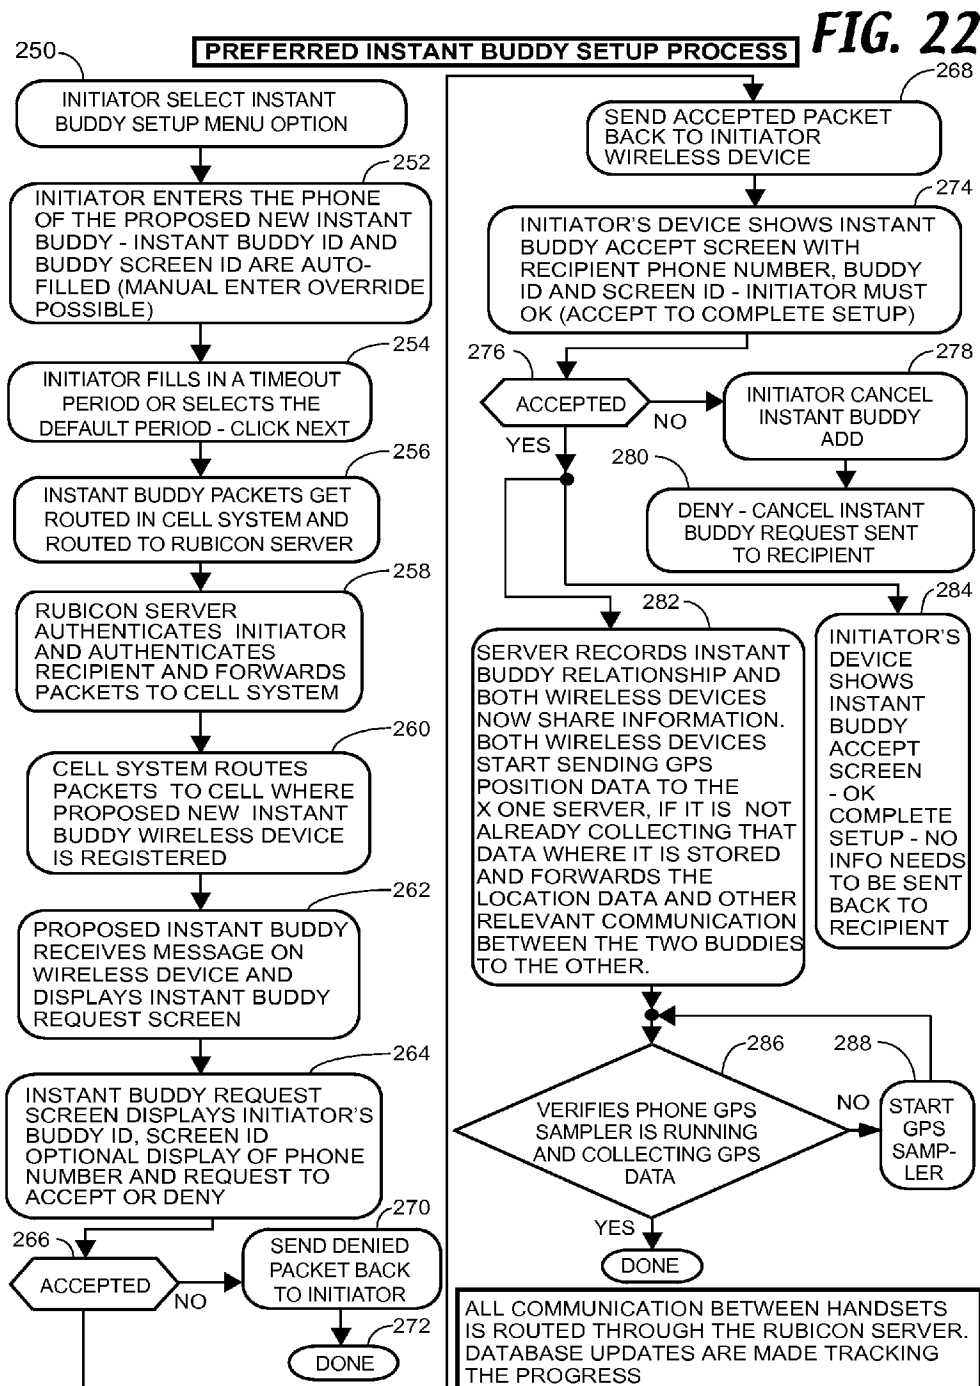 FIG. 22
PREFERRED INSTANT BUDDY SETUP PROCESS
250
INITIATOR SELECT INSTANT
BUDDY SETUP MENU OPTION
252
INITIATOR ENTERS THE PHONE
OF THE PROPOSED NEW INSTANT
BUDDY - INSTANT BUDDY ID AND
BUDDY SCREEN ID ARE AUTO-
FILLED (MANUAL ENTER OVERRIDE
POSSIBLE)
254
INITIATOR FILLS IN A TIMEOUT
PERIOD OR SELECTS THE
DEFAULT PERIOD - CLICK NEXT
256
INSTANT BUDDY PACKETS GET
ROUTED IN CELL SYSTEM AND
ROUTED TO RUBICON SERVER
258
RUBICON SERVER
AUTHENTICATES INITIATOR
AND AUTHENTICATES
RECIPIENT AND FORWARDS
PACKETS TO CELL SYSTEM
260
CELL SYSTEM ROUTES
PACKETS TO CELL WHERE
PROPOSED NEW INSTANT
BUDDY WIRELESS DEVICE
IS REGISTERED
262
PROPOSED INSTANT BUDDY
RECEIVES MESSAGE ON
WIRELESS DEVICE AND
DISPLAYS INSTANT BUDDY
REQUEST SCREEN
264
INSTANT BUDDY REQUEST
SCREEN DISPLAYS INITIATOR'S
BUDDY ID, SCREEN ID
OPTIONAL DISPLAY OF PHONE
NUMBER AND REQUEST TO
ACCEPT OR DENY
266
ACCEPTED
NO
270
SEND DENIED
PACKET BACK
TO INITIATOR
272
DONE
268
SEND ACCEPTED PACKET
BACK TO INITIATOR
WIRELESS DEVICE
274
INITIATOR'S DEVICE SHOWS INSTANT
BUDDY ACCEPT SCREEN WITH
RECIPIENT PHONE NUMBER, BUDDY
ID AND SCREEN ID - INITIATOR MUST
OK (ACCEPT TO COMPLETE SETUP)
276
ACCEPTED
NO
YES
278
INITIATOR CANCEL
INSTANT BUDDY
ADD
280
DENY - CANCEL INSTANT
BUDDY REQUEST SENT
TO RECIPIENT
282
SERVER RECORDS INSTANT
BUDDY RELATIONSHIP AND
BOTH WIRELESS DEVICES
NOW SHARE INFORMATION.
BOTH WIRELESS DEVICES
START SENDING GPS
POSITION DATA TO THE
X ONE SERVER, IF IT IS NOT
ALREADY COLLECTING THAT
DATA WHERE IT IS STORED
AND FORWARDS THE
LOCATION DATA AND OTHER
RELEVANT COMMUNICATION
BETWEEN THE TWO BUDDIES
TO THE OTHER.
284
INITIATOR'S
DEVICE
SHOWS
INSTANT
BUDDY
ACCEPT
SCREEN
- OK
COMPLETE
SETUP - NO
INFO NEEDS
TO BE SENT
BACK TO
RECIPIENT
286
VERIFIES PHONE GPS
SAMPLER IS RUNNING
AND COLLECTING GPS
DATA
NO
288
START
GPS
SAMP-
LER
YES
DONE
ALL COMMUNICATION BETWEEN HANDSETS
IS ROUTED THROUGH THE RUBICON SERVER.
DATABASE UPDATES ARE MADE TRACKING
THE PROGRESS